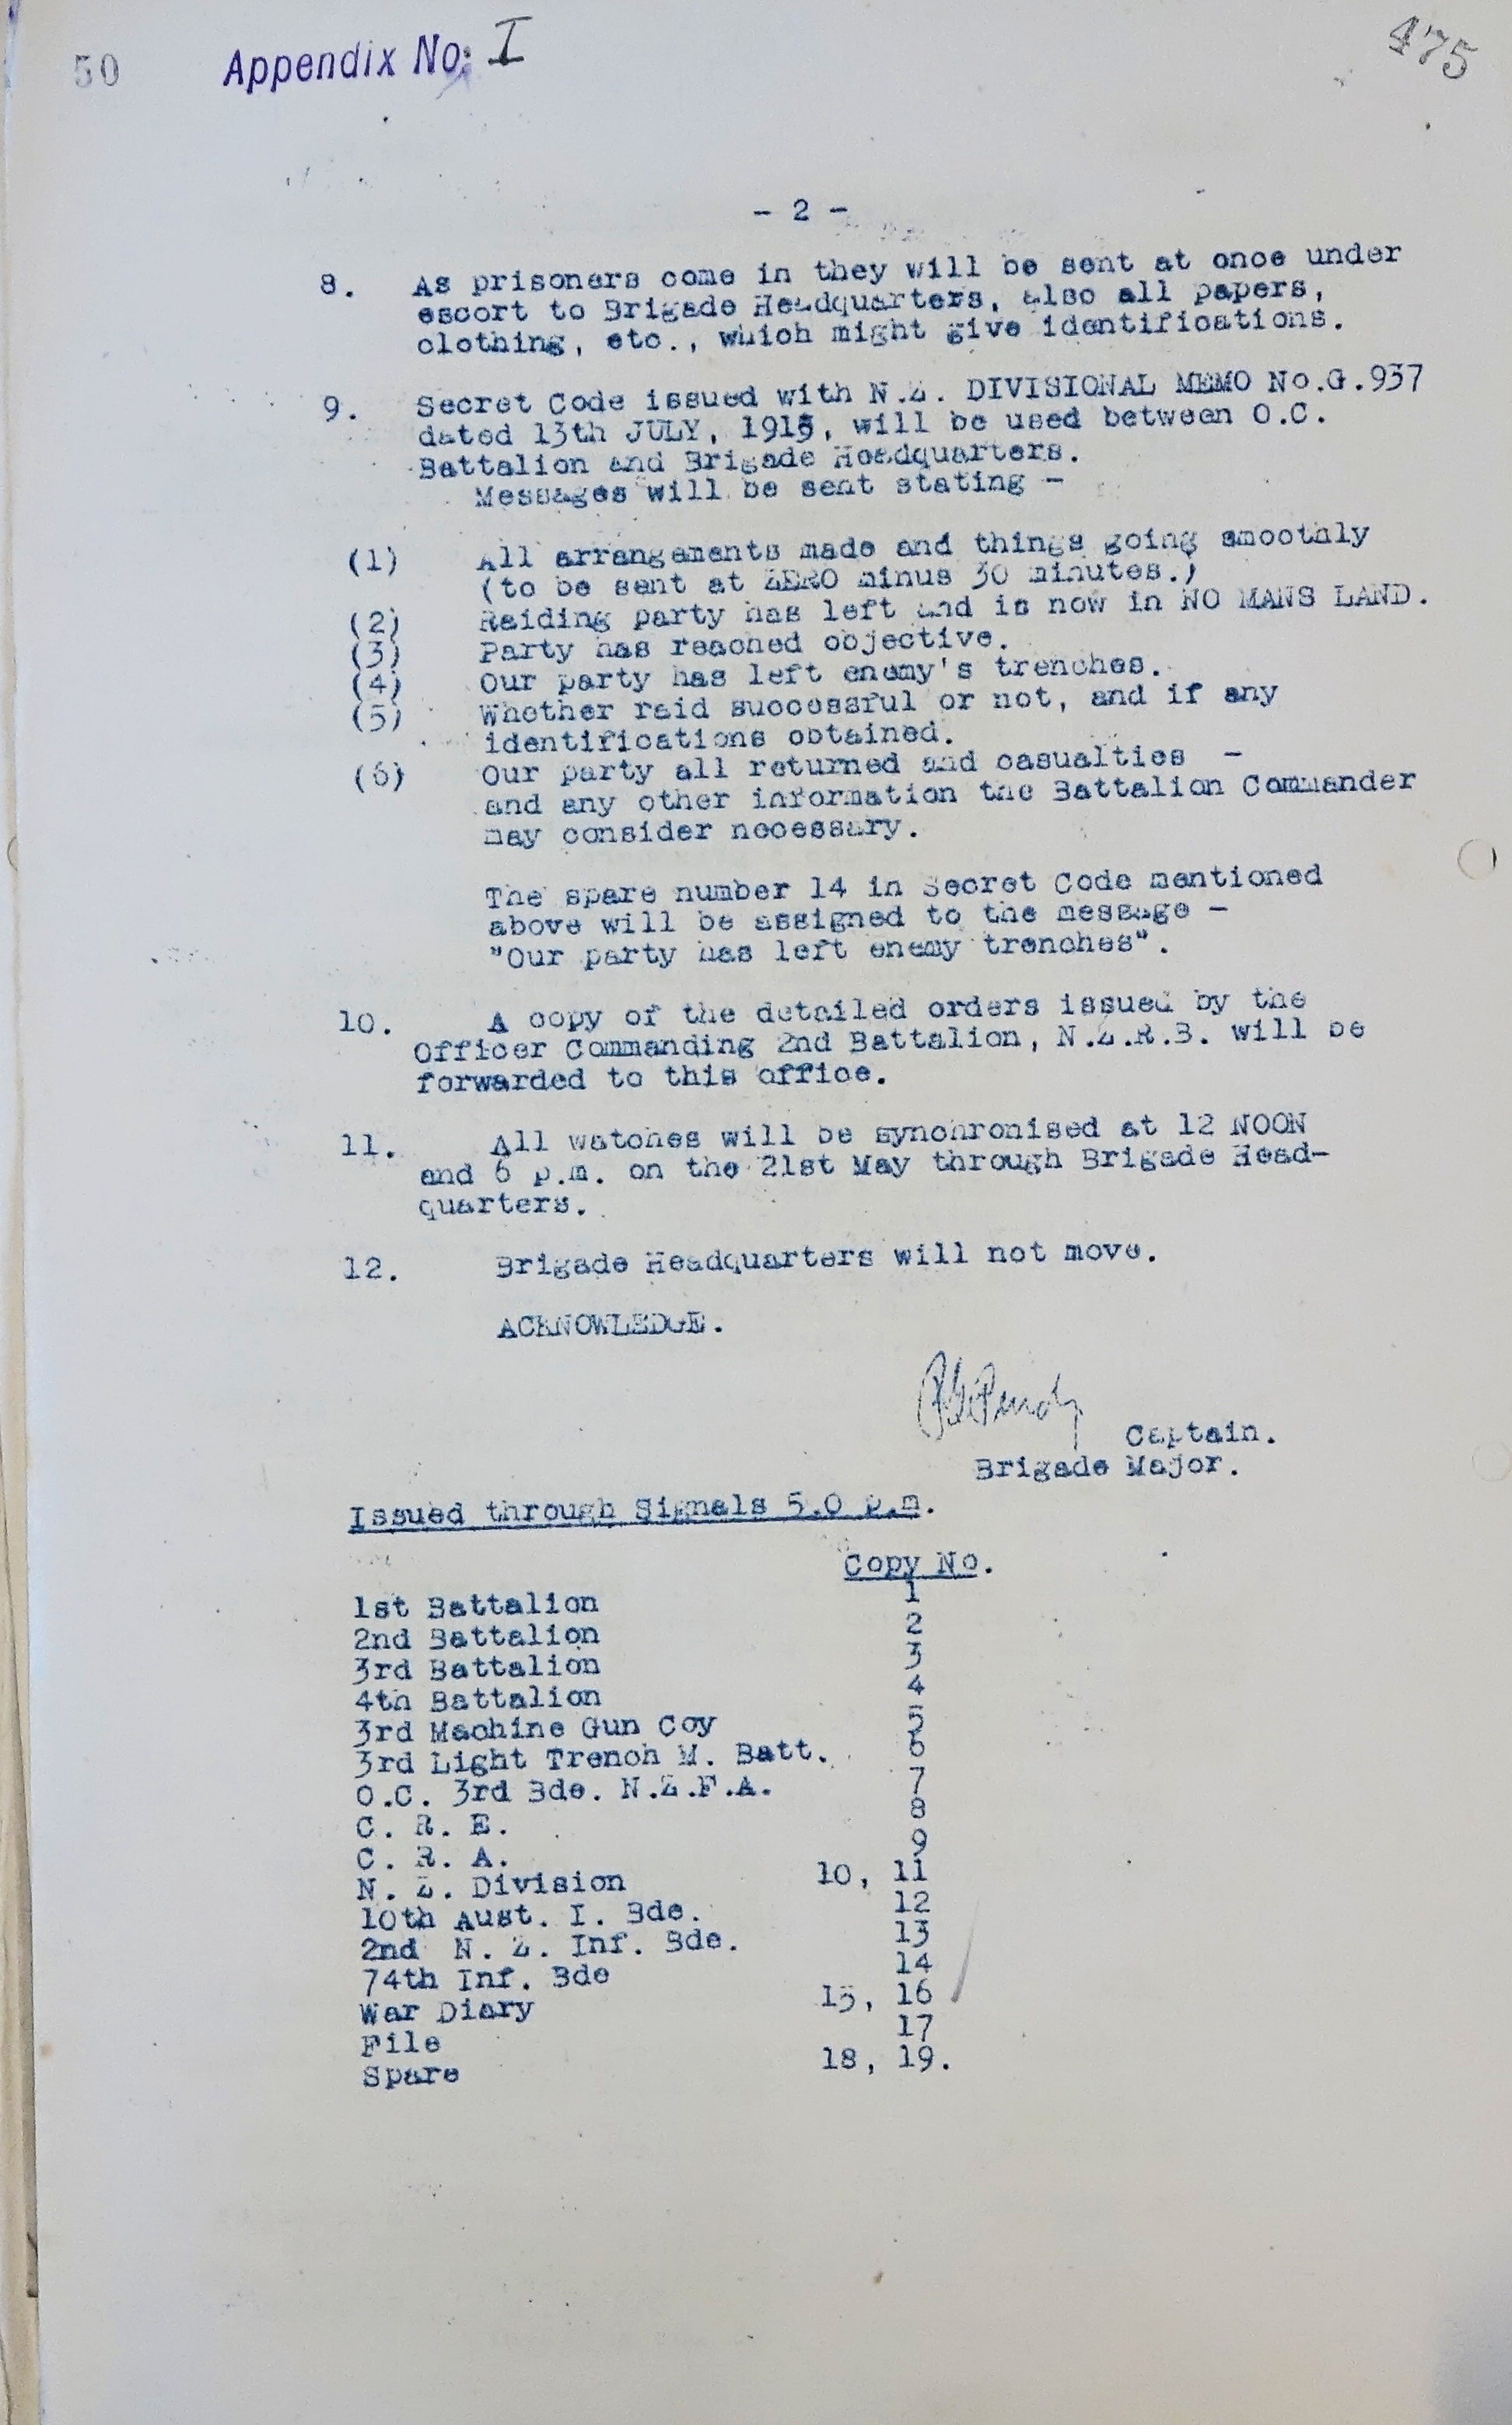 50
Appendix No: I
475
- 2 -
8. As prisoners come in they will be sent at once under
escort to Brigade Headquarters, also all papers,
clothing, etc., which might give identifications.
9. Secret Code issued with N.Z. DIVISIONAL MEMO No.G.937
dated 13th JULY, 1916, will be used between O.C.
Battalion and Brigade Headquarters.
Messages will be sent stating -
(1) All arrangements made and things going smoothly
(to be sent at ZERO minus 30 minutes.)
(2) Raiding party has left and is now in NO MANS LAND.
(3) Party has reached objective.
(4) Our party has left enemy's trenches.
(5) Whether raid successful or not, and if any
identifications obtained.
(6) Our party all returned and casualties -
and any other information the Battalion Commander
may consider necessary.
The spare number 14 in Secret Code mentioned
above will be assigned to the message -
"Our party has left enemy trenches".
10. A copy of the detailed orders issued by the
Officer Commanding 2nd Battalion, N.Z.R.B. will be
forwarded to this office.
11. All watches will be synchronised at 12 NOON
and 6 p.m. on the 21st May through Brigade Head-
quarters.
12. Brigade Headquarters will not move.
ACKNOWLEDGE.
Captain.
Brigade Major.
Issued through Signals 5.0 p.m.
Copy No.
1st Battalion 1
2nd Battalion 2
3rd Battalion 3
4th Battalion 4
3rd Machine Gun Coy 5
3rd Light Trench M. Batt. 6
O.C. 3rd Bde. N.Z.F.A. 7
C. R. E. 8
C. R. A. 9
N. Z. Division 10, 11
10th Aust. I. Bde. 12
2nd N. Z. Inf. Bde. 13
74th Inf. Bde 14
War Diary 15, 16
File 17
Spare 18, 19.